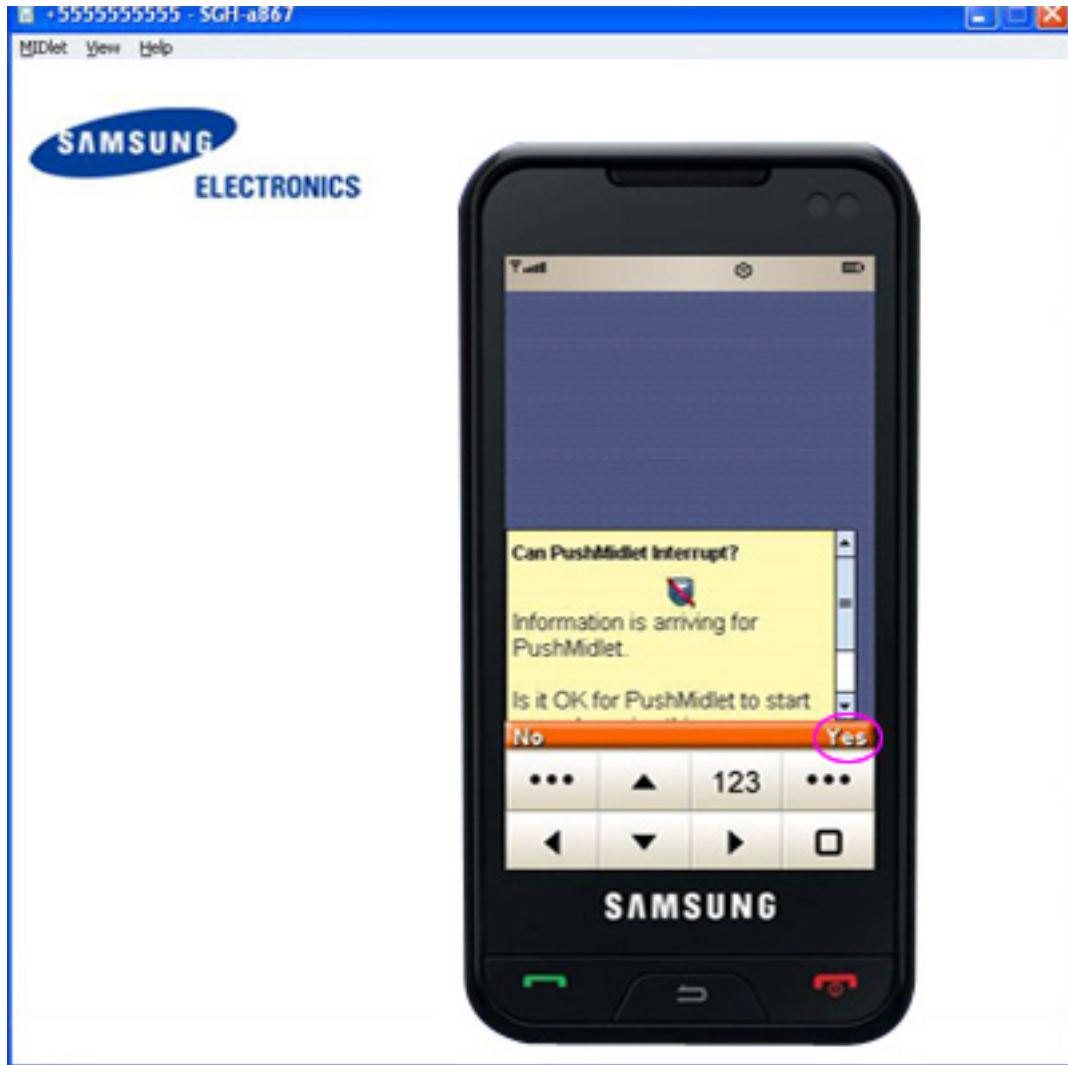 +5555555555 - SGH-a867
MIDlet View Help
SAMSUNG
ELECTRONICS
Can PushMidlet Interrupt?
Information is arriving for
PushMidlet.
Is it OK for PushMidlet to start
No Yes
123
SAMSUNG